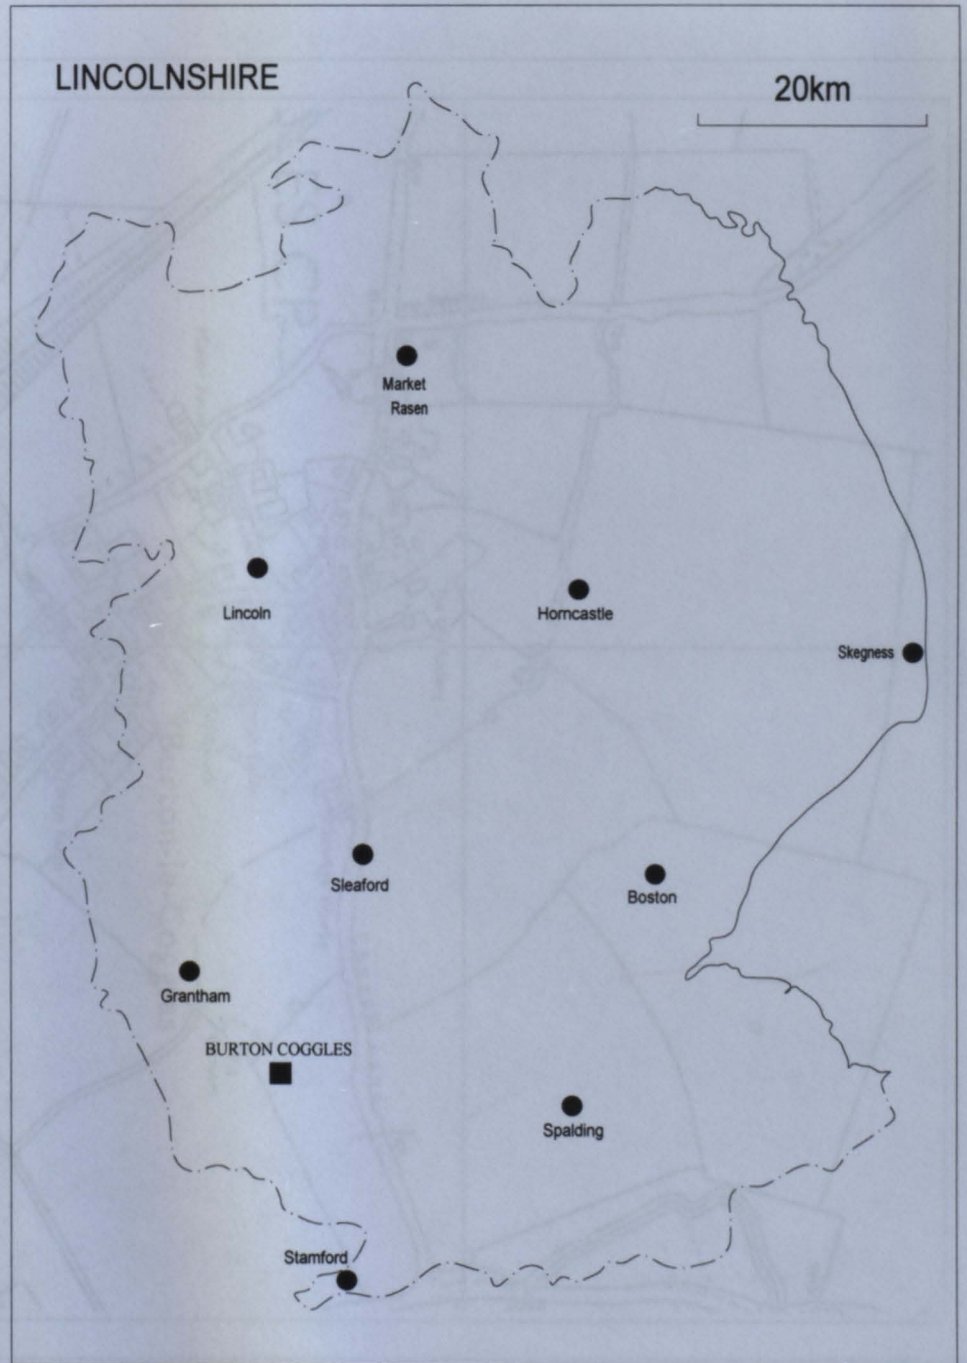 LINCOLNSHIRE
20km
Market
Rasen
Lincoln
Horncastle
Skegness
Sleaford
Boston
Grantham
BURTON COGGLES
Spalding
Stamford